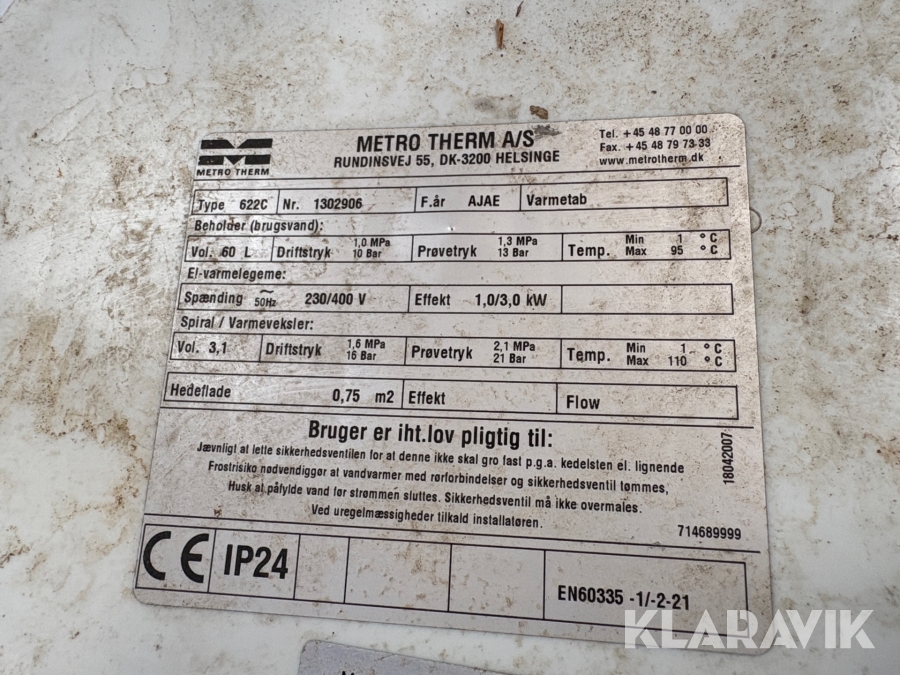 METRO THERM
METRO THERM A/S
RUNDINSVEJ 55, DK-3200 HELSINGE
Tel. +45 48 77 00 00
Fax. +45 48 79 73 33
www.metrotherm.dk
Type 622C Nr. 1302906 F.år AJAE Varmetab
Beholder (brugsvand):
Vol. 60 L Driftstryk 1,0 MPa 10 Bar Prøvetryk 1,3 MPa 13 Bar Temp. Min 1 °C Max 95 °C
El-varmelegeme:
Spænding ~ 50Hz 230/400 V Effekt 1,0/3,0 kW
Spiral / Varmeveksler:
Vol. 3,1 Driftstryk 1,6 MPa 16 Bar Prøvetryk 2,1 MPa 21 Bar Temp. Min 1 °C Max 110 °C
Hedeflade 0,75 m2 Effekt Flow
Bruger er iht.lov pligtig til:
Jævnligt at lette sikkerhedsventilen for at denne ikke skal gro fast p.g.a. kedelsten el. lignende
Frostrisiko nødvendiggør at vandvarmer med rørforbindelser og sikkerhedsventil tømmes,
Husk at påfylde vand før strømmen sluttes. Sikkerhedsventil må ikke overmales.
Ved uregelmæssigheder tilkald installatøren.
18042007
714689999
CE IP24 EN60335 -1/-2-21
KLARAVIK